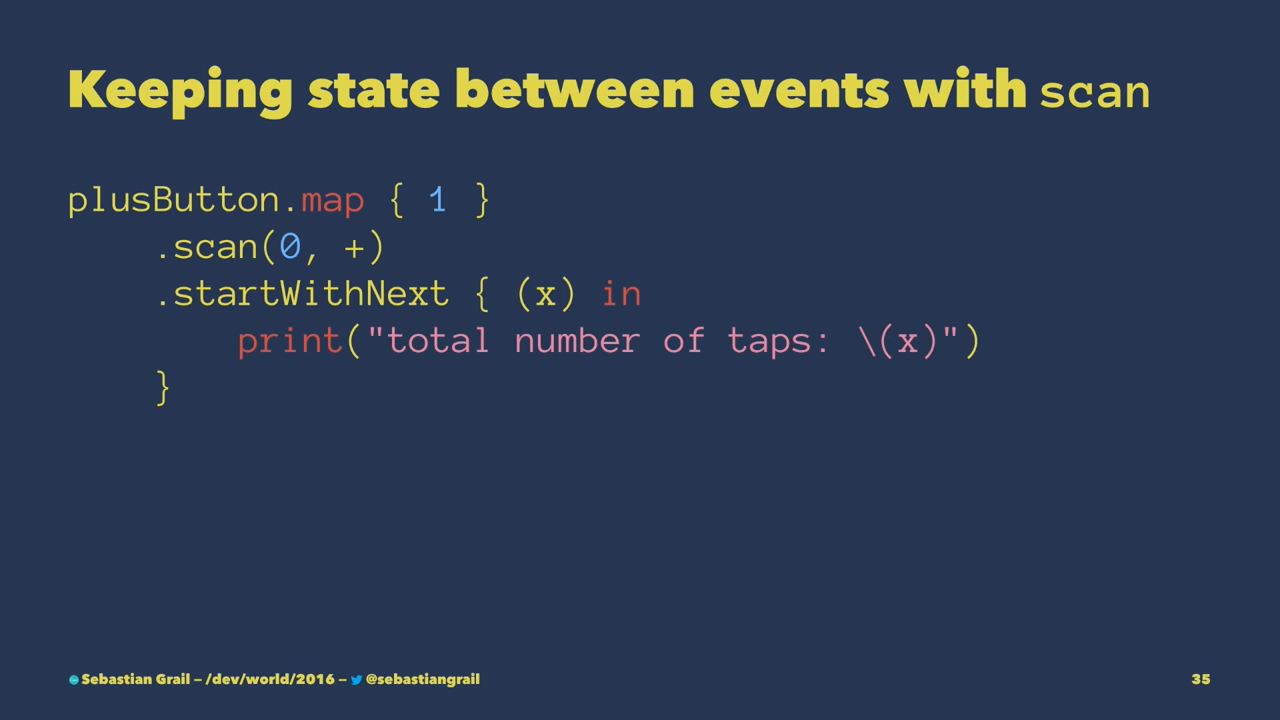 Keeping state between events with scan
plusButton.map { 1 }
    .scan(0, +)
    .startWithNext { (x) in
        print("total number of taps: \(x)")
    }
Sebastian Grail – /dev/world/2016 – @sebastiangrail
35